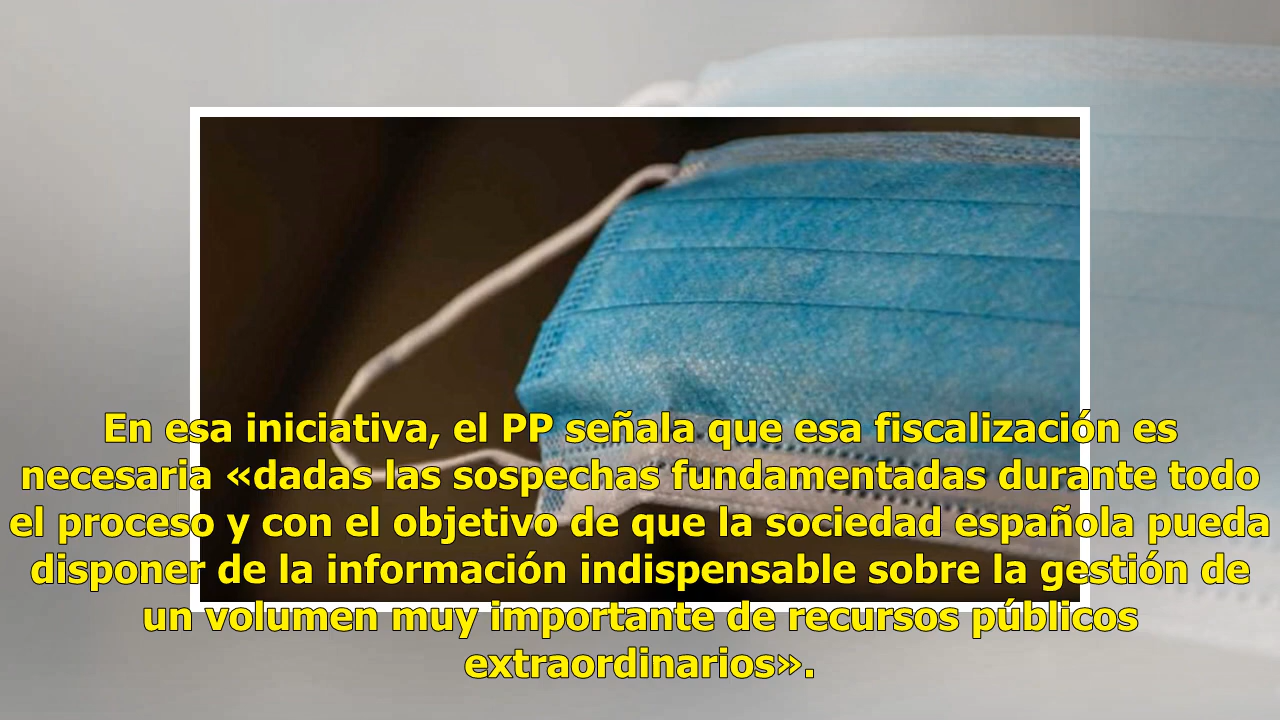 En esa iniciativa, el PP señala que esa fiscalización es
necesaria «dadas las sospechas fundamentadas durante todo
el proceso y con el objetivo de que la sociedad española pueda
disponer de la información indispensable sobre la gestión de
un volumen muy importante de recursos públicos
extraordinarios».